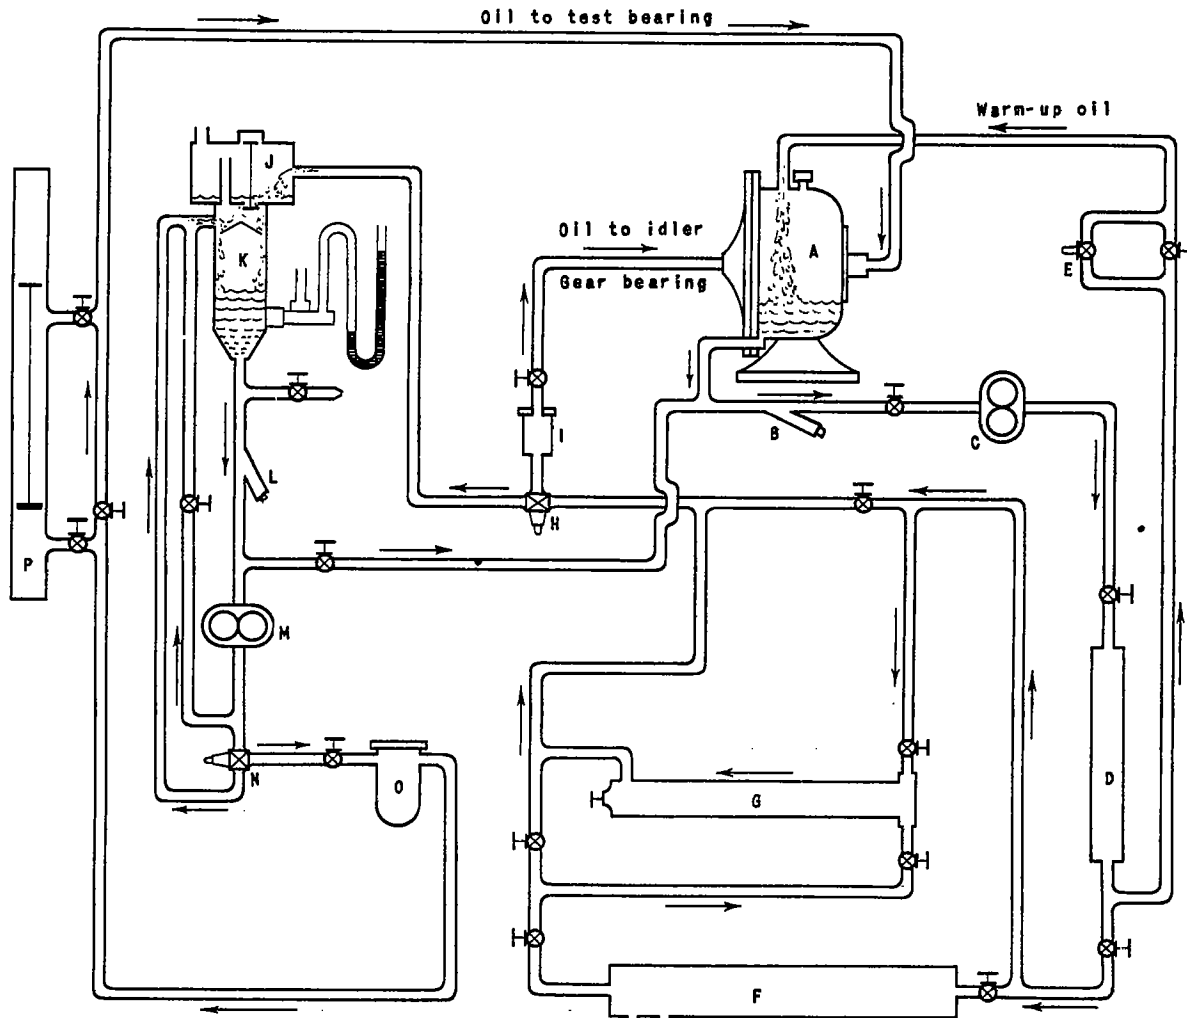 Oil to test bearing
Warm-up oil
J
Oil to idler
A
K
E
Gear bearing
I
B
C
L
H
P
M
D
N
O
G
F